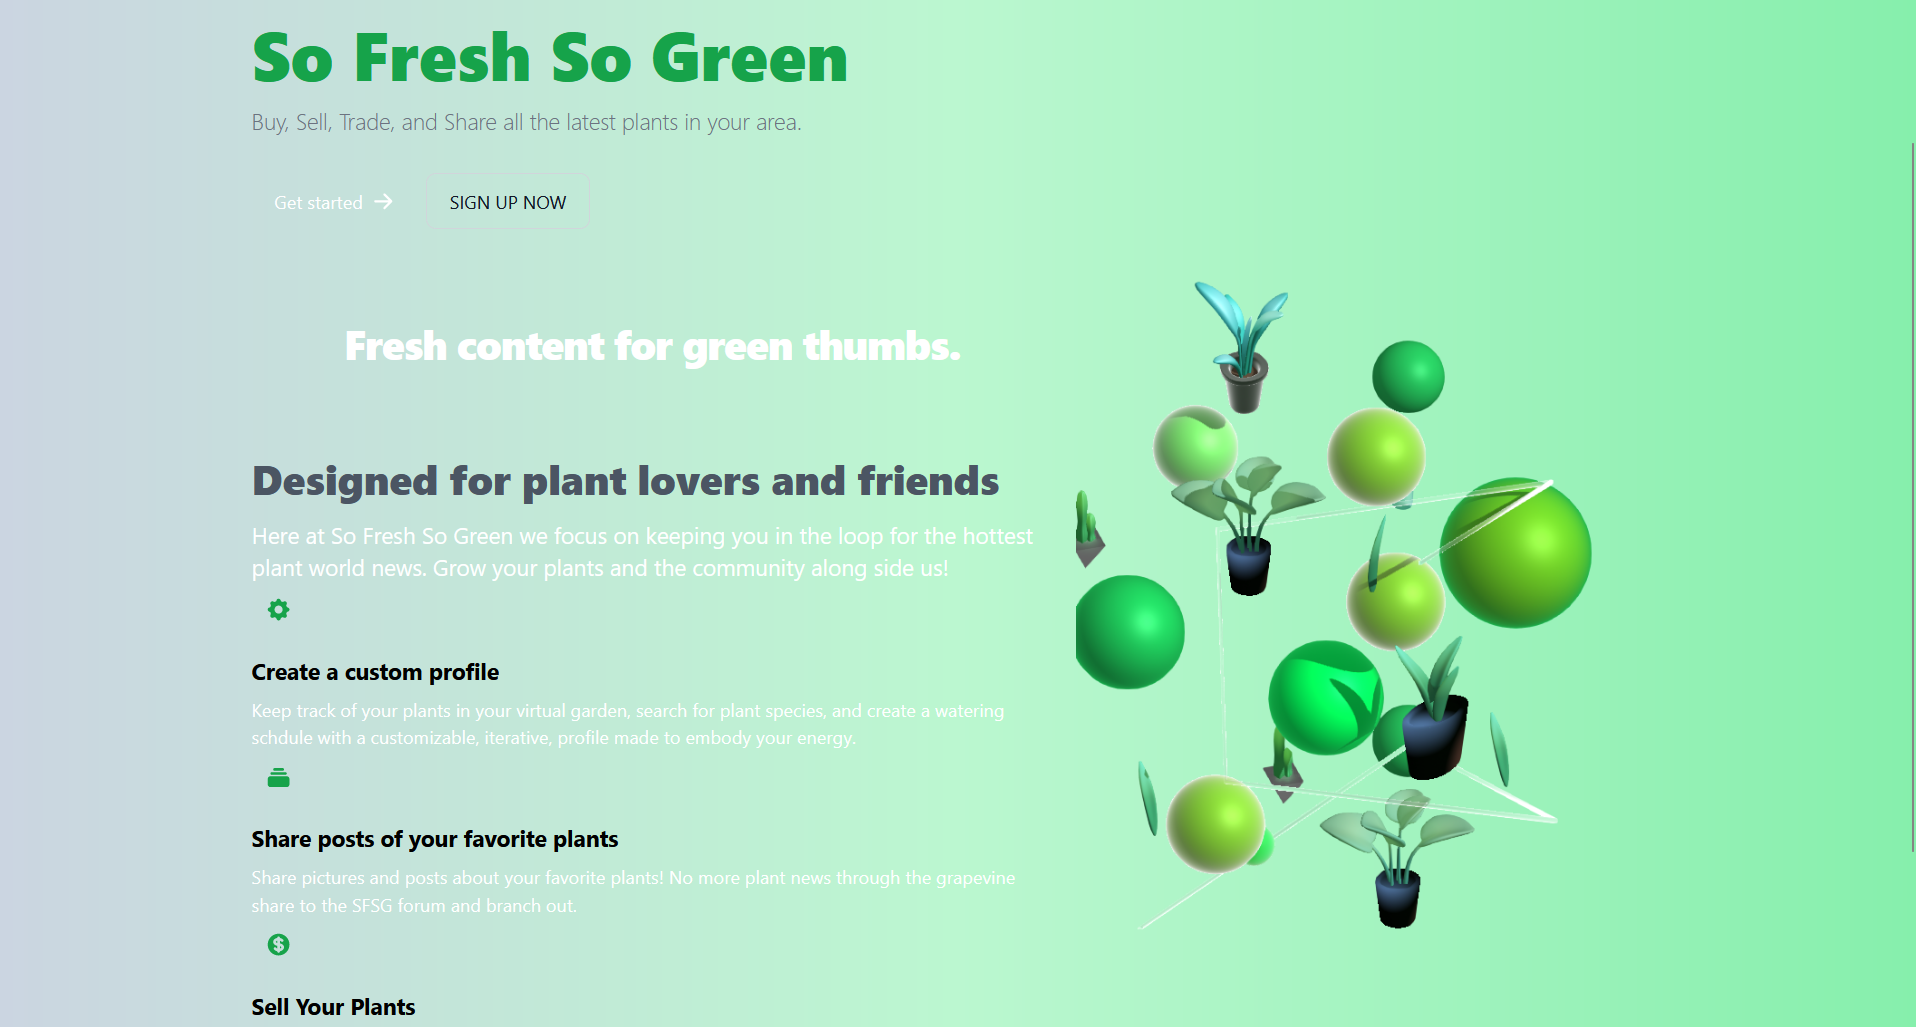 So Fresh So Green
Buy, Sell, Trade, and Share all the latest plants in your area.
Get started
SIGN UP NOW
Fresh content for green thumbs.
Designed for plant lovers and friends
Here at So Fresh So Green we focus on keeping you in the loop for the hottest
plant world news. Grow your plants and the community along side us!
Create a custom profile
Keep track of your plants in your virtual garden, search for plant species, and create a watering
schdule with a customizable, iterative, profile made to embody your energy.
Share posts of your favorite plants
Share pictures and posts about your favorite plants! No more plant news through the grapevine
share to the SFSG forum and branch out.
$
Sell Your Plants